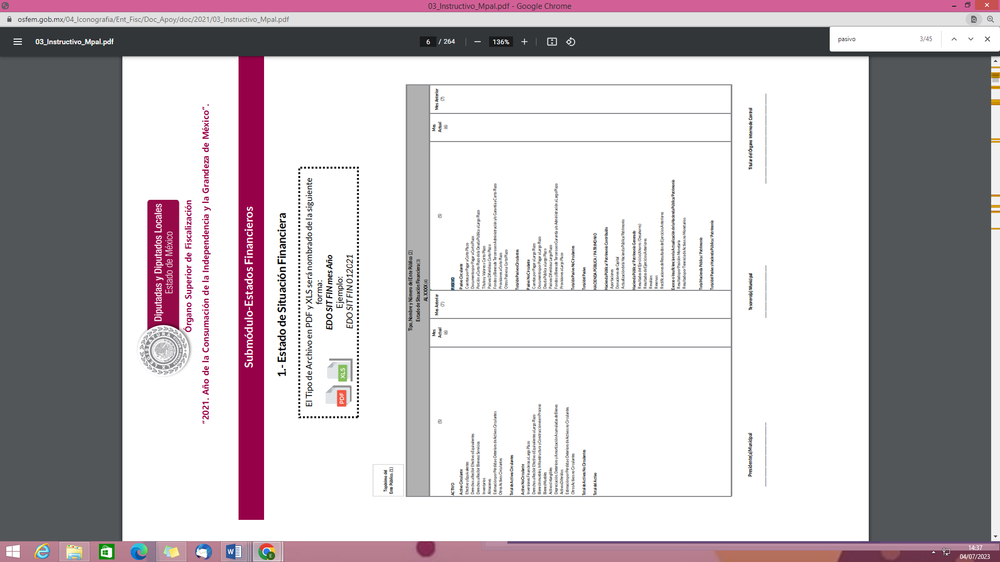 03_Instructivo_Mpal.pdf - Google Chrome
osfem.gob.mx/04_Iconografia/Ent_Fisc/Doc_Apoy/doc/2021/03_Instructivo_Mpal.pdf
03_Instructivo_Mpal.pdf
6 / 264
136%
pasivo
3/45
Diputadas y Diputados Locales
Estado de México
Órgano Superior de Fiscalización
“2021. Año de la Consumación de la Independencia y la Grandeza de México”.
Submódulo-Estados Financieros
1.- Estado de Situación Financiera
El Tipo de Archivo en PDF y XLS será nombrado de la siguiente
forma:
EDO SIT FIN mes Año
Ejemplo:
EDO SIT FIN 012021
PDF
XLS
Topónimo del
Ente Público. (1)
Tipo, Nombre y Número del Ente Público (2)
Estado de Situación Financiera (3)
AL XXXX (4)
(5)
Mes
Actual
(6)
Mes Anterior
(7)
(5)
Mes
Actual
(6)
Mes Anterior
(7)
ACTIVO
Activo Circulante
Efectivo y Equivalentes
Derechos a Recibir Efectivo o Equivalentes
Derechos a Recibir Bienes o Servicios
Inventarios
Almacenes
Estimación por Pérdida o Deterioro de Activos Circulantes
Otros Activos Circulantes
Total de Activos Circulantes
Activo No Circulante
Inversiones Financieras a Largo Plazo
Derechos a Recibir Efectivo o Equivalentes a Largo Plazo
Bienes Inmuebles, Infraestructura y Construcciones en Proceso
Bienes Muebles
Activos Intangibles
Depreciación, Deterioro y Amortización Acumulada de Bienes
Activos Diferidos
Estimación por Pérdida o Deterioro de Activos no Circulantes
Otros Activos no Circulantes
Total de Activos No Circulantes
Total del Activo
PASIVO
Pasivo Circulante
Cuentas por Pagar a Corto Plazo
Documentos por Pagar a Corto Plazo
Porción a Corto Plazo de la Deuda Pública a Largo Plazo
Títulos y Valores a Corto Plazo
Pasivos Diferidos a Corto Plazo
Fondos y Bienes de Terceros en Administración y/o Garantía a Corto Plazo
Provisiones a Corto Plazo
Otros Pasivos a Corto Plazo
Total de Pasivos Circulantes
Pasivo No Circulante
Cuentas por Pagar a Largo Plazo
Documentos por Pagar a Largo Plazo
Deuda Pública a Largo Plazo
Pasivos Diferidos a Largo Plazo
Fondos y Bienes de Terceros en Garantía y/o Administración a Largo Plazo
Provisiones a Largo Plazo
Total de Pasivo No Circulantes
Total del Pasivo
HACIENDA PÚBLICA / PATRIMONIO
Hacienda Pública / Patrimonio Contribuido
Aportaciones
Donaciones de Capital
Actualización de la Hacienda Pública/Patrimonio
Hacienda Pública / Patrimonio Generado
Resultados del Ejercicio (Ahorro / Desahorro)
Resultados de Ejercicios Anteriores
Revalúos
Reservas
Rectificaciones de Resultados de Ejercicios Anteriores
Exceso o Insuficiencia en la Actualización de la Hacienda Pública/Patrimonio
Resultado por Posición Monetaria
Resultado por Tenencia de Activos no Monetarios
Total Hacienda Pública / Patrimonio
Total del Pasivo y Hacienda Pública / Patrimonio
Presidente(a) Municipal
Tesorero(a) Municipal
Titular del Órgano Interno de Control
14:37
04/07/2023